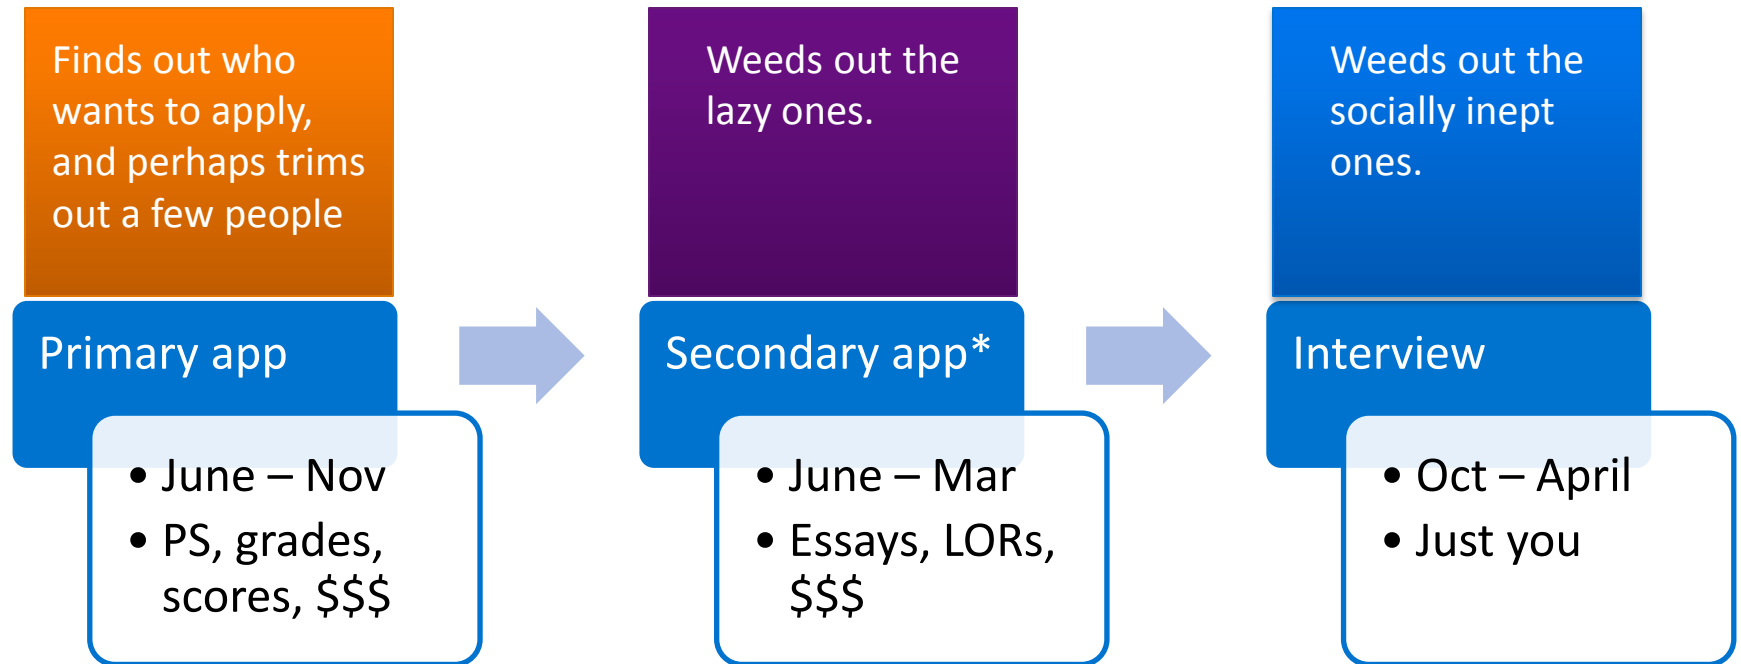 Finds out who
wants to apply,
and perhaps trims
out a few people
Primary app
• June – Nov
• PS, grades,
scores, $$$
Weeds out the
lazy ones.
Secondary app*
• June – Mar
• Essays, LORs,
$$$
Weeds out the
socially inept
ones.
Interview
• Oct – April
• Just you